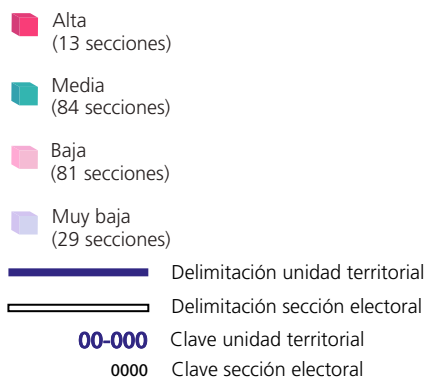 Alta
(13 secciones)
Media
(84 secciones)
Baja
(81 secciones)
Muy baja
(29 secciones)
Delimitación unidad territorial
Delimitación sección electoral
00-000 Clave unidad territorial
0000 Clave sección electoral